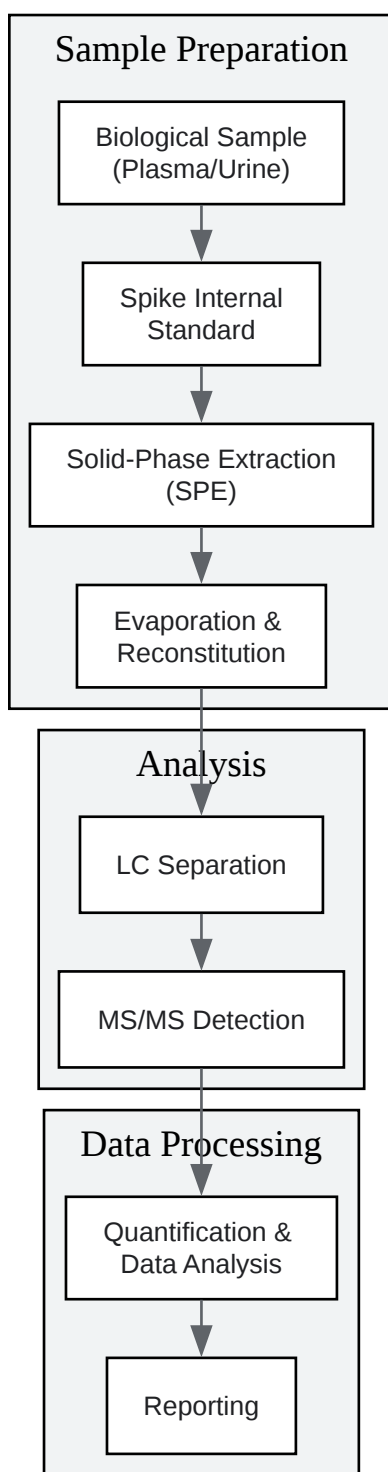 Sample Preparation
Biological Sample
(Plasma/Urine)
Spike Internal
Standard
Solid-Phase Extraction
(SPE)
Evaporation &
Reconstitution
Analysis
LC Separation
MS/MS Detection
Data Processing
Quantification &
Data Analysis
Reporting